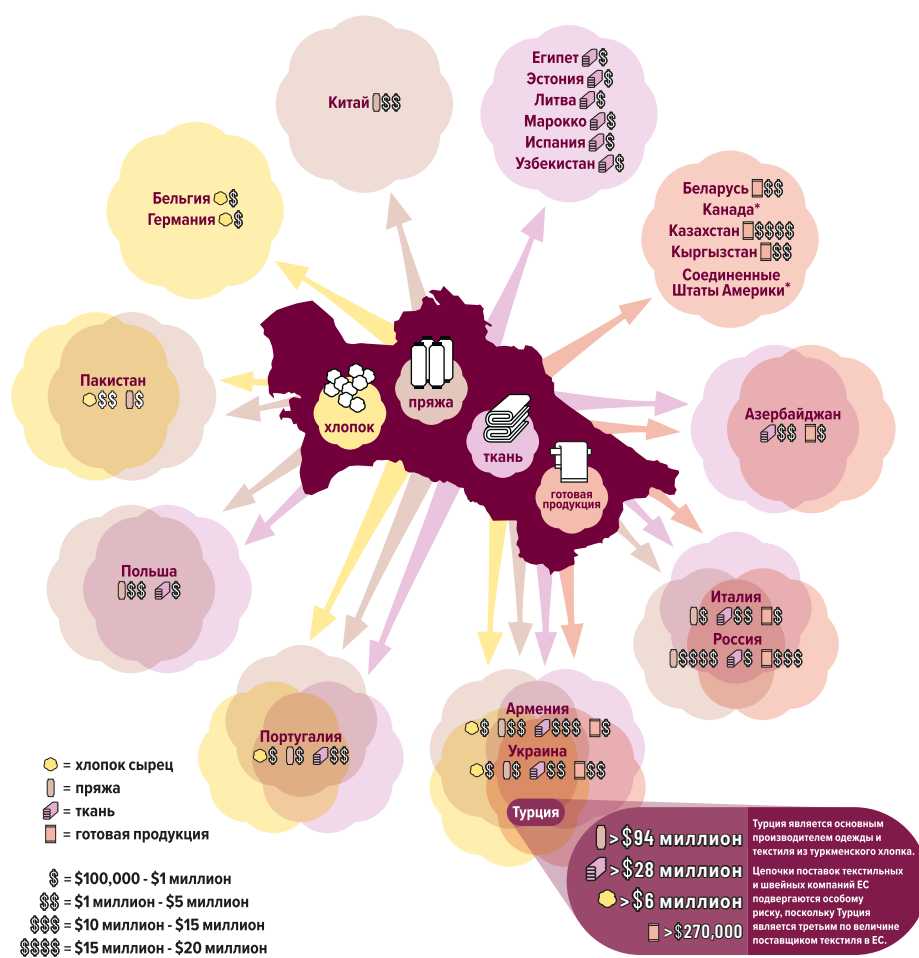 Китай $$
Египет $
Эстония $
Литва $
Марокко $
Испания $
Узбекистан $
Бельгия $
Германия $
Беларусь $$
Канада*
Казахстан $$$$
Кыргызстан $$
Соединенные
Штаты Америки*
Пакистан
$$ $
хлопок
пряжа
ткань
готовая
продукция
Азербайджан
$$ $
Польша
$$ $
Италия
$ $$ $
Россия
$$$$ $ $$$
Португалия
$ $ $$
Армения
$ $$ $$$ $
Украина
$ $ $$ $$
Турция
= хлопок сырец
= пряжа
= ткань
= готовая продукция
$ = $100,000 - $1 миллион
$$ = $1 миллион - $5 миллион
$$$ = $10 миллион - $15 миллион
$$$$ = $15 миллион - $20 миллион
>$94 миллион
>$28 миллион
>$6 миллион
>$270,000
Турция является основным
производителем одежды и
текстиля из туркменского хлопка.
Цепочки поставок текстильных
и швейных компаний ЕС
подвергаются особому
риску, поскольку Турция
является третьим по величине
поставщиком текстиля в ЕС.